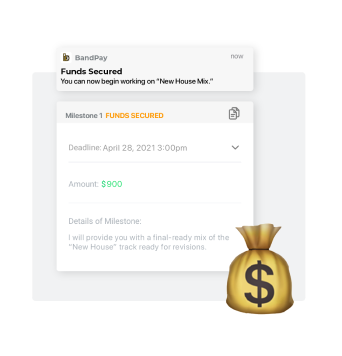 BandPay
now
Funds Secured
You can now begin working on "New House Mix."
Milestone 1 FUNDS SECURED
Deadline: April 28, 2021 3:00pm
Amount: $900
Details of Milestone:
I will provide you with a final-ready mix of the
"New House" track ready for revisions.
$